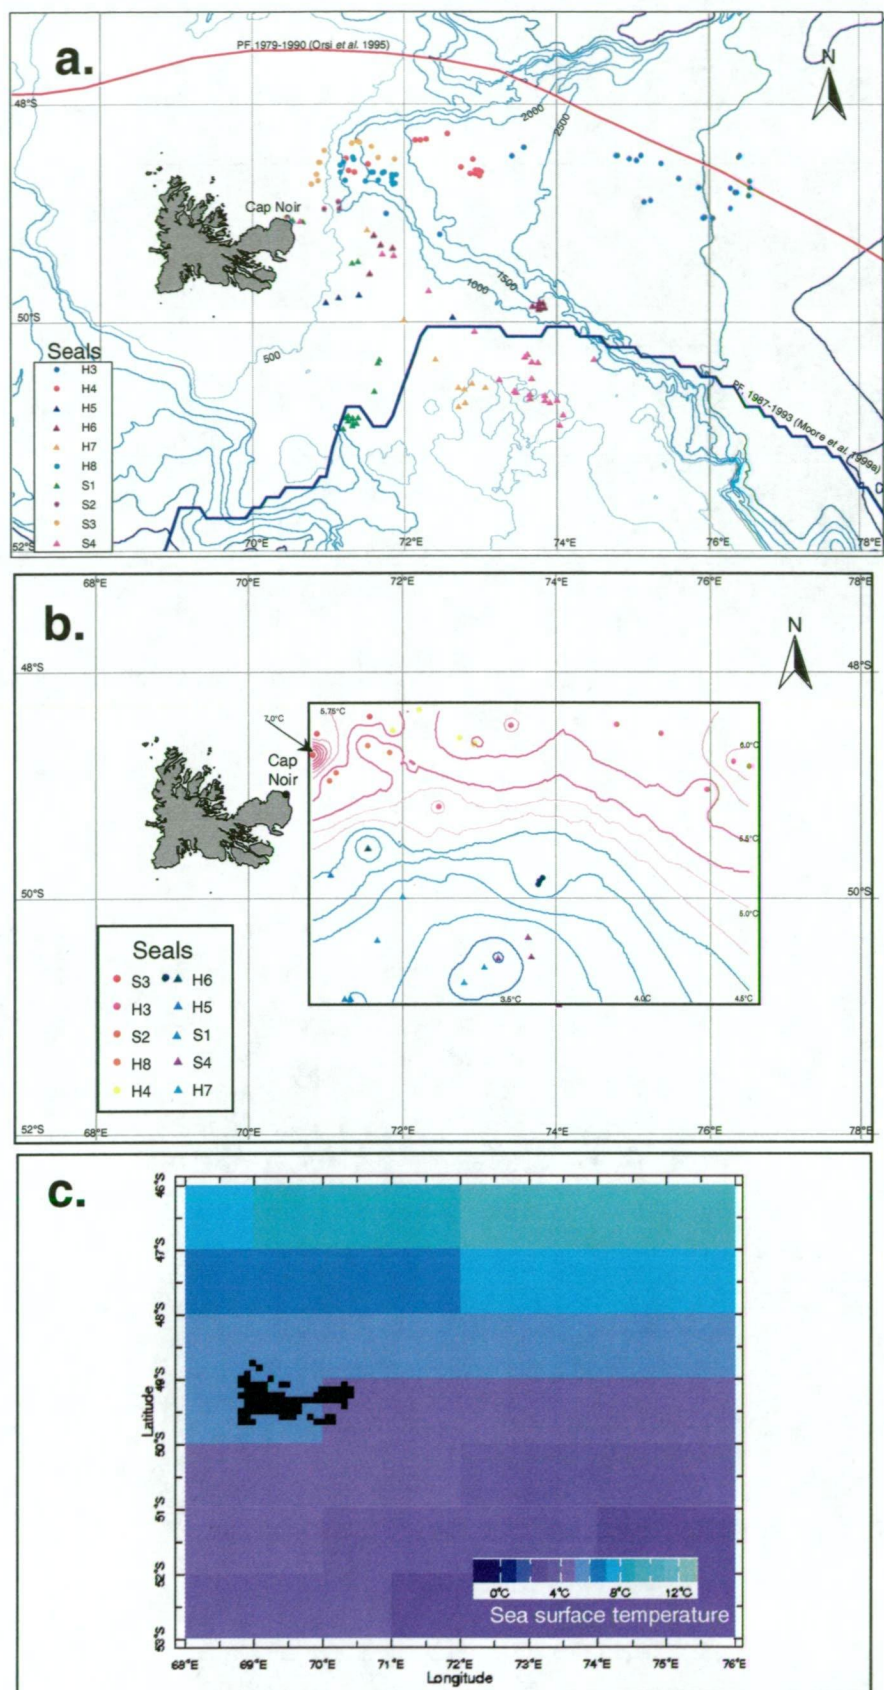 a.
PF, 1979-1990 (Orsi et al. 1995)
N
48°S
2000
2500
Cap Noir
1500
1000
50°S
500
Seals
H3
H4
H5
H6
H7
H8
S1
S2
S3
S4
PF, 1987-1993 (Moore et al. 1999a)
52°S
70°E
72°E
74°E
76°E
78°E
68°E
70°E
72°E
74°E
76°E
78°E
b.
N
48°S
48°S
5.75°C
7.0°C
6.0°C
Cap
Noir
5.5°C
50°S
50°S
5.0°C
3.5°C
4.0°C
4.5°C
Seals
S3 H6
H3 H5
S2 S1
H8 S4
H4 H7
52°S
52°S
68°E
70°E
72°E
74°E
76°E
78°E
c.
46°S
47°S
48°S
49°S
50°S
51°S
52°S
53°S
Latitude
0°C 4°C 8°C 12°C
Sea surface temperature
68°E 69°E 70°E 71°E 72°E 73°E 74°E 75°E 76°E
Longitude